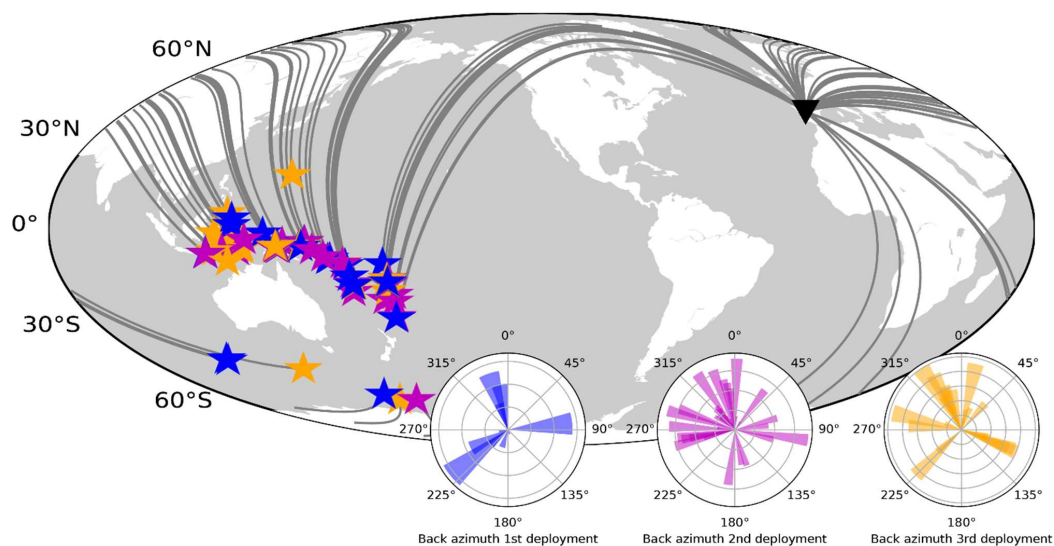 60°N
30°N
0°
30°S
60°S
0°
315° 45°
270° 90°
225° 135°
180°
Back azimuth 1st deployment
0°
315° 45°
270° 90°
225° 135°
180°
Back azimuth 2nd deployment
0°
315° 45°
270° 90°
225° 135°
180°
Back azimuth 3rd deployment